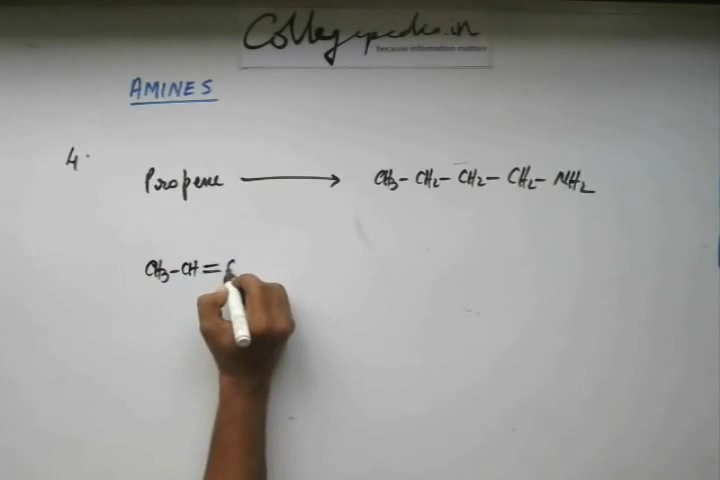 Collegepedia.in
because information matters
AMINES
4.
Propene ⟶ CH3 - CH2 - CH2 - CH2 - NH2
CH3 - CH =